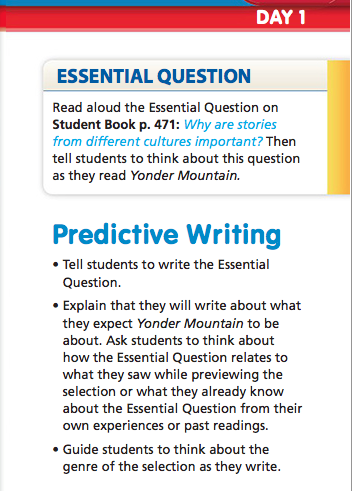 DAY 1
ESSENTIAL QUESTION
Read aloud the Essential Question on
Student Book p. 471: Why are stories
from different cultures important? Then
tell students to think about this question
as they read Yonder Mountain.
Predictive Writing
• Tell students to write the Essential
Question.
• Explain that they will write about what
they expect Yonder Mountain to be
about. Ask students to think about
how the Essential Question relates to
what they saw while previewing the
selection or what they already know
about the Essential Question from their
own experiences or past readings.
• Guide students to think about the
genre of the selection as they write.